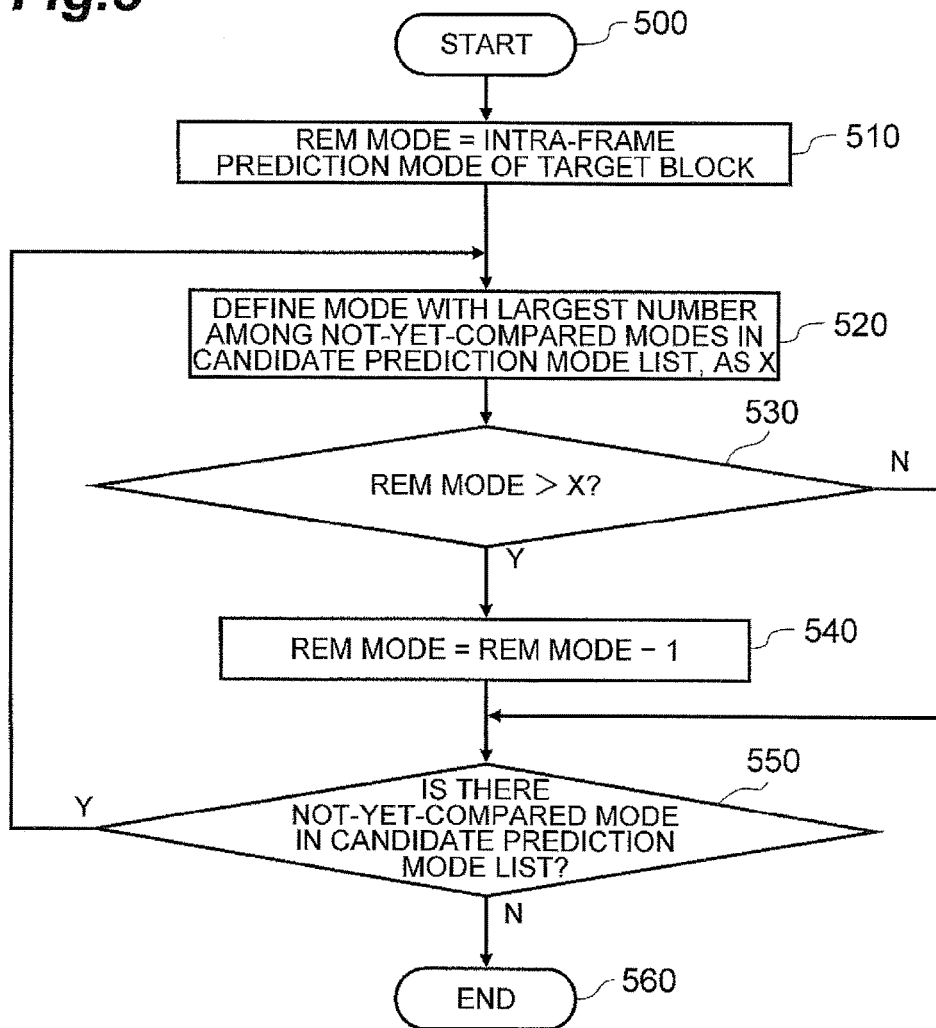 START
500
REM MODE = INTRA-FRAME
PREDICTION MODE OF TARGET BLOCK
510
DEFINE MODE WITH LARGEST NUMBER
AMONG NOT-YET-COMPARED MODES IN
CANDIDATE PREDICTION MODE LIST, AS X
520
530
REM MODE > X?
N
Y
REM MODE = REM MODE − 1
540
550
IS THERE
NOT-YET-COMPARED MODE
IN CANDIDATE PREDICTION
MODE LIST?
Y
N
END
560